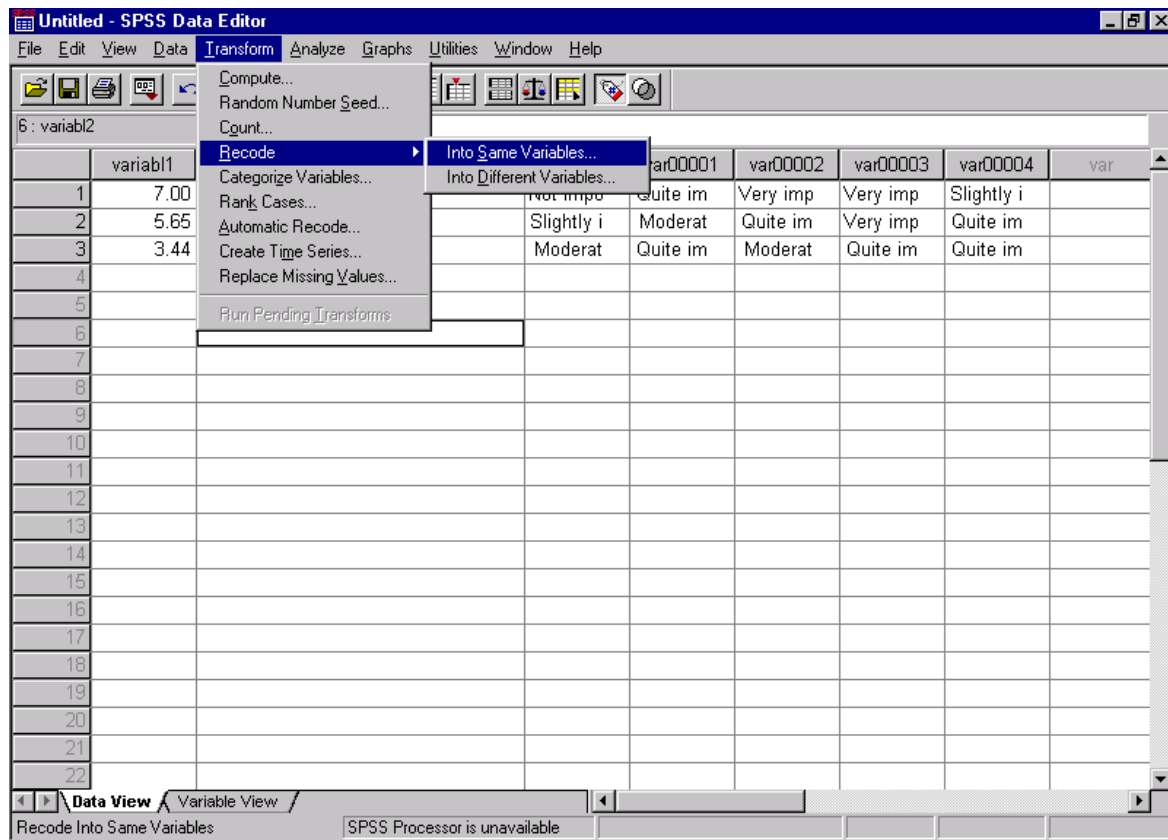 Untitled - SPSS Data Editor
File Edit View Data Transform Analyze Graphs Utilities Window Help
6 : variabl2
Compute...
Random Number Seed...
Count...
Recode
Categorize Variables...
Rank Cases...
Automatic Recode...
Create Time Series...
Replace Missing Values...
Run Pending Transforms
Into Same Variables...
Into Different Variables...
variabl1 var00001 var00002 var00003 var00004 var
1 7.00 Not impo Quite im Very imp Very imp Slightly i
2 5.65 Slightly i Moderat Quite im Very imp Quite im
3 3.44 Moderat Quite im Moderat Quite im Quite im
4
5
6
7
8
9
10
11
12
13
14
15
16
17
18
19
20
21
22
Data View Variable View
Recode Into Same Variables SPSS Processor is unavailable